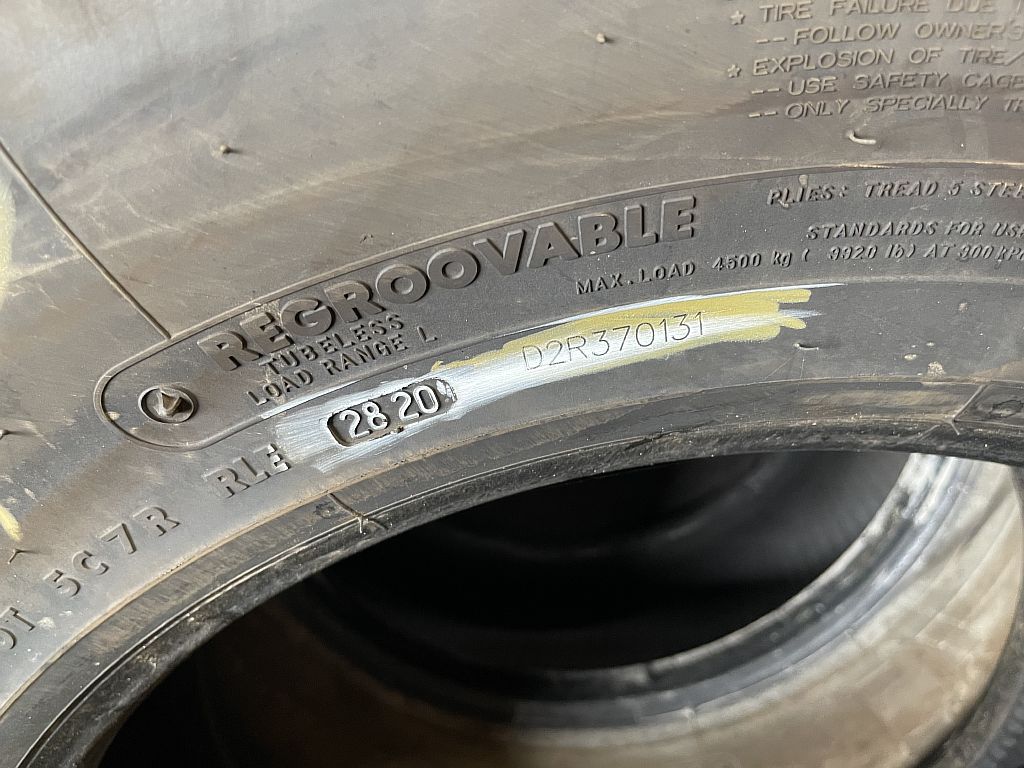 ★ TIRE FAILURE DUE
-- FOLLOW OWNER'S
★ EXPLOSION OF TIRE/
-- USE SAFETY CAGE
-- ONLY SPECIALLY
PLIES: TREAD 5 STEE
STANDARDS FOR USE
MAX. LOAD 4500 kg ( 9920 lb) AT 900 KPa
REGROOVABLE
TUBELESS
LOAD RANGE L
D2R370131
OT 5C7R RLE 2820